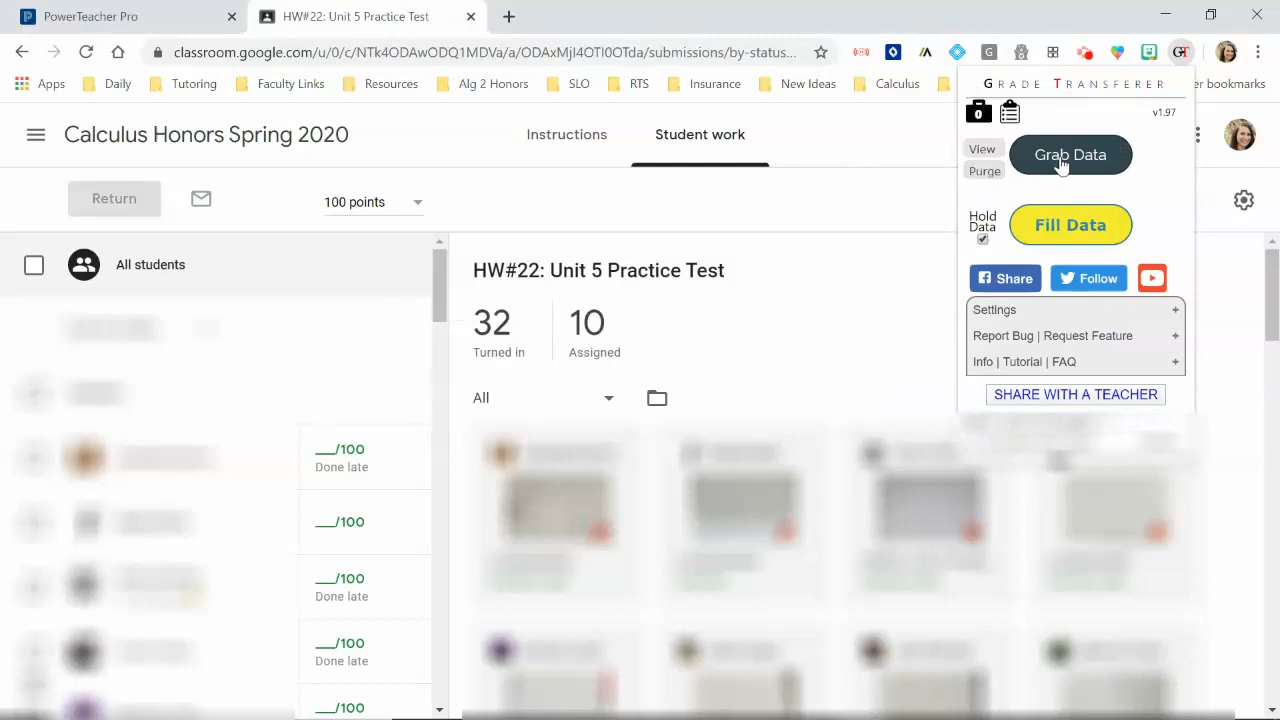 PowerTeacher Pro
HW#22: Unit 5 Practice Test
classroom.google.com/u/0/c/NTk4ODAwODQ1MDVa/a/ODAxMjI4OTI0OTda/submissions/by-status...
Apps
Daily
Tutoring
Faculty Links
Resources
Alg 2 Honors
SLO
RTS
Insurance
New Ideas
Calculus
er bookmarks
GRADE TRANSFERER
0
v1.97
Calculus Honors Spring 2020
Instructions
Student work
View
Grab Data
Purge
Return
100 points
Hold
Data
Fill Data
All students
HW#22: Unit 5 Practice Test
Share
Follow
32
10
Turned in
Assigned
Settings +
Report Bug | Request Feature +
Info | Tutorial | FAQ +
SHARE WITH A TEACHER
All
___/100
Done late
___/100
___/100
Done late
___/100
Done late
___/100